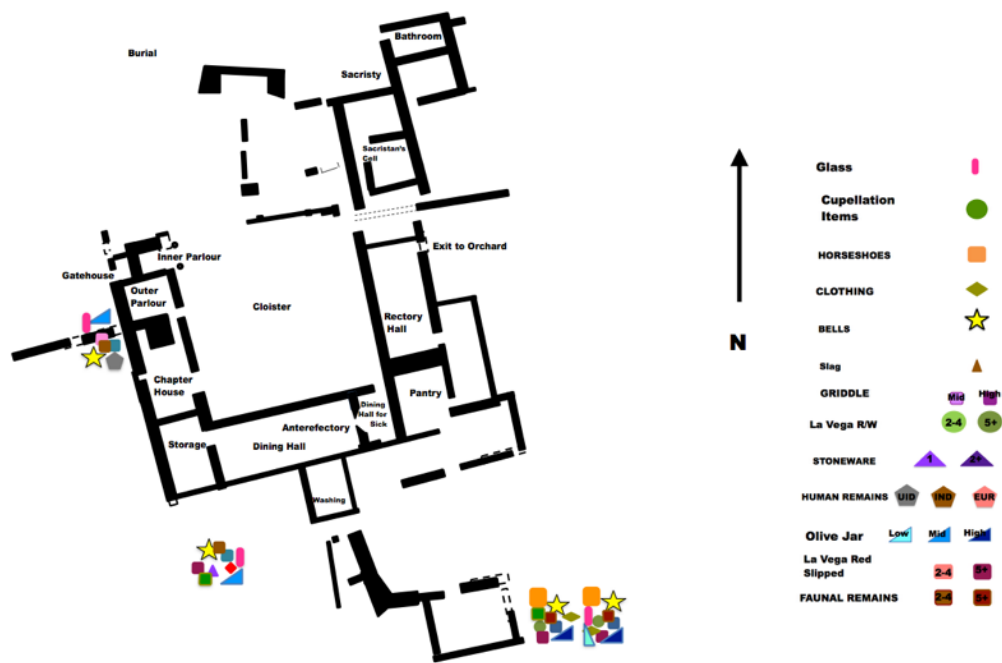 Bathroom
Burial
Sacristy
Sacristan's
Cell
Exit to Orchard
Inner Parlour
Gatehouse
Outer
Parlour
Cloister
Rectory
Hall
Chapter
House
Pantry
Dining
Hall for
Sick
Anterefectory
Storage
Dining Hall
Washing
N
Glass
Cupellation
Items
HORSESHOES
CLOTHING
BELLS
Slag
GRIDDLE Mid High
La Vega R/W 2-4 5+
STONEWARE 1 2+
HUMAN REMAINS UID IND EUR
Olive Jar Low Mid High
La Vega Red
Slipped 2-4 5+
FAUNAL REMAINS 2-4 5+